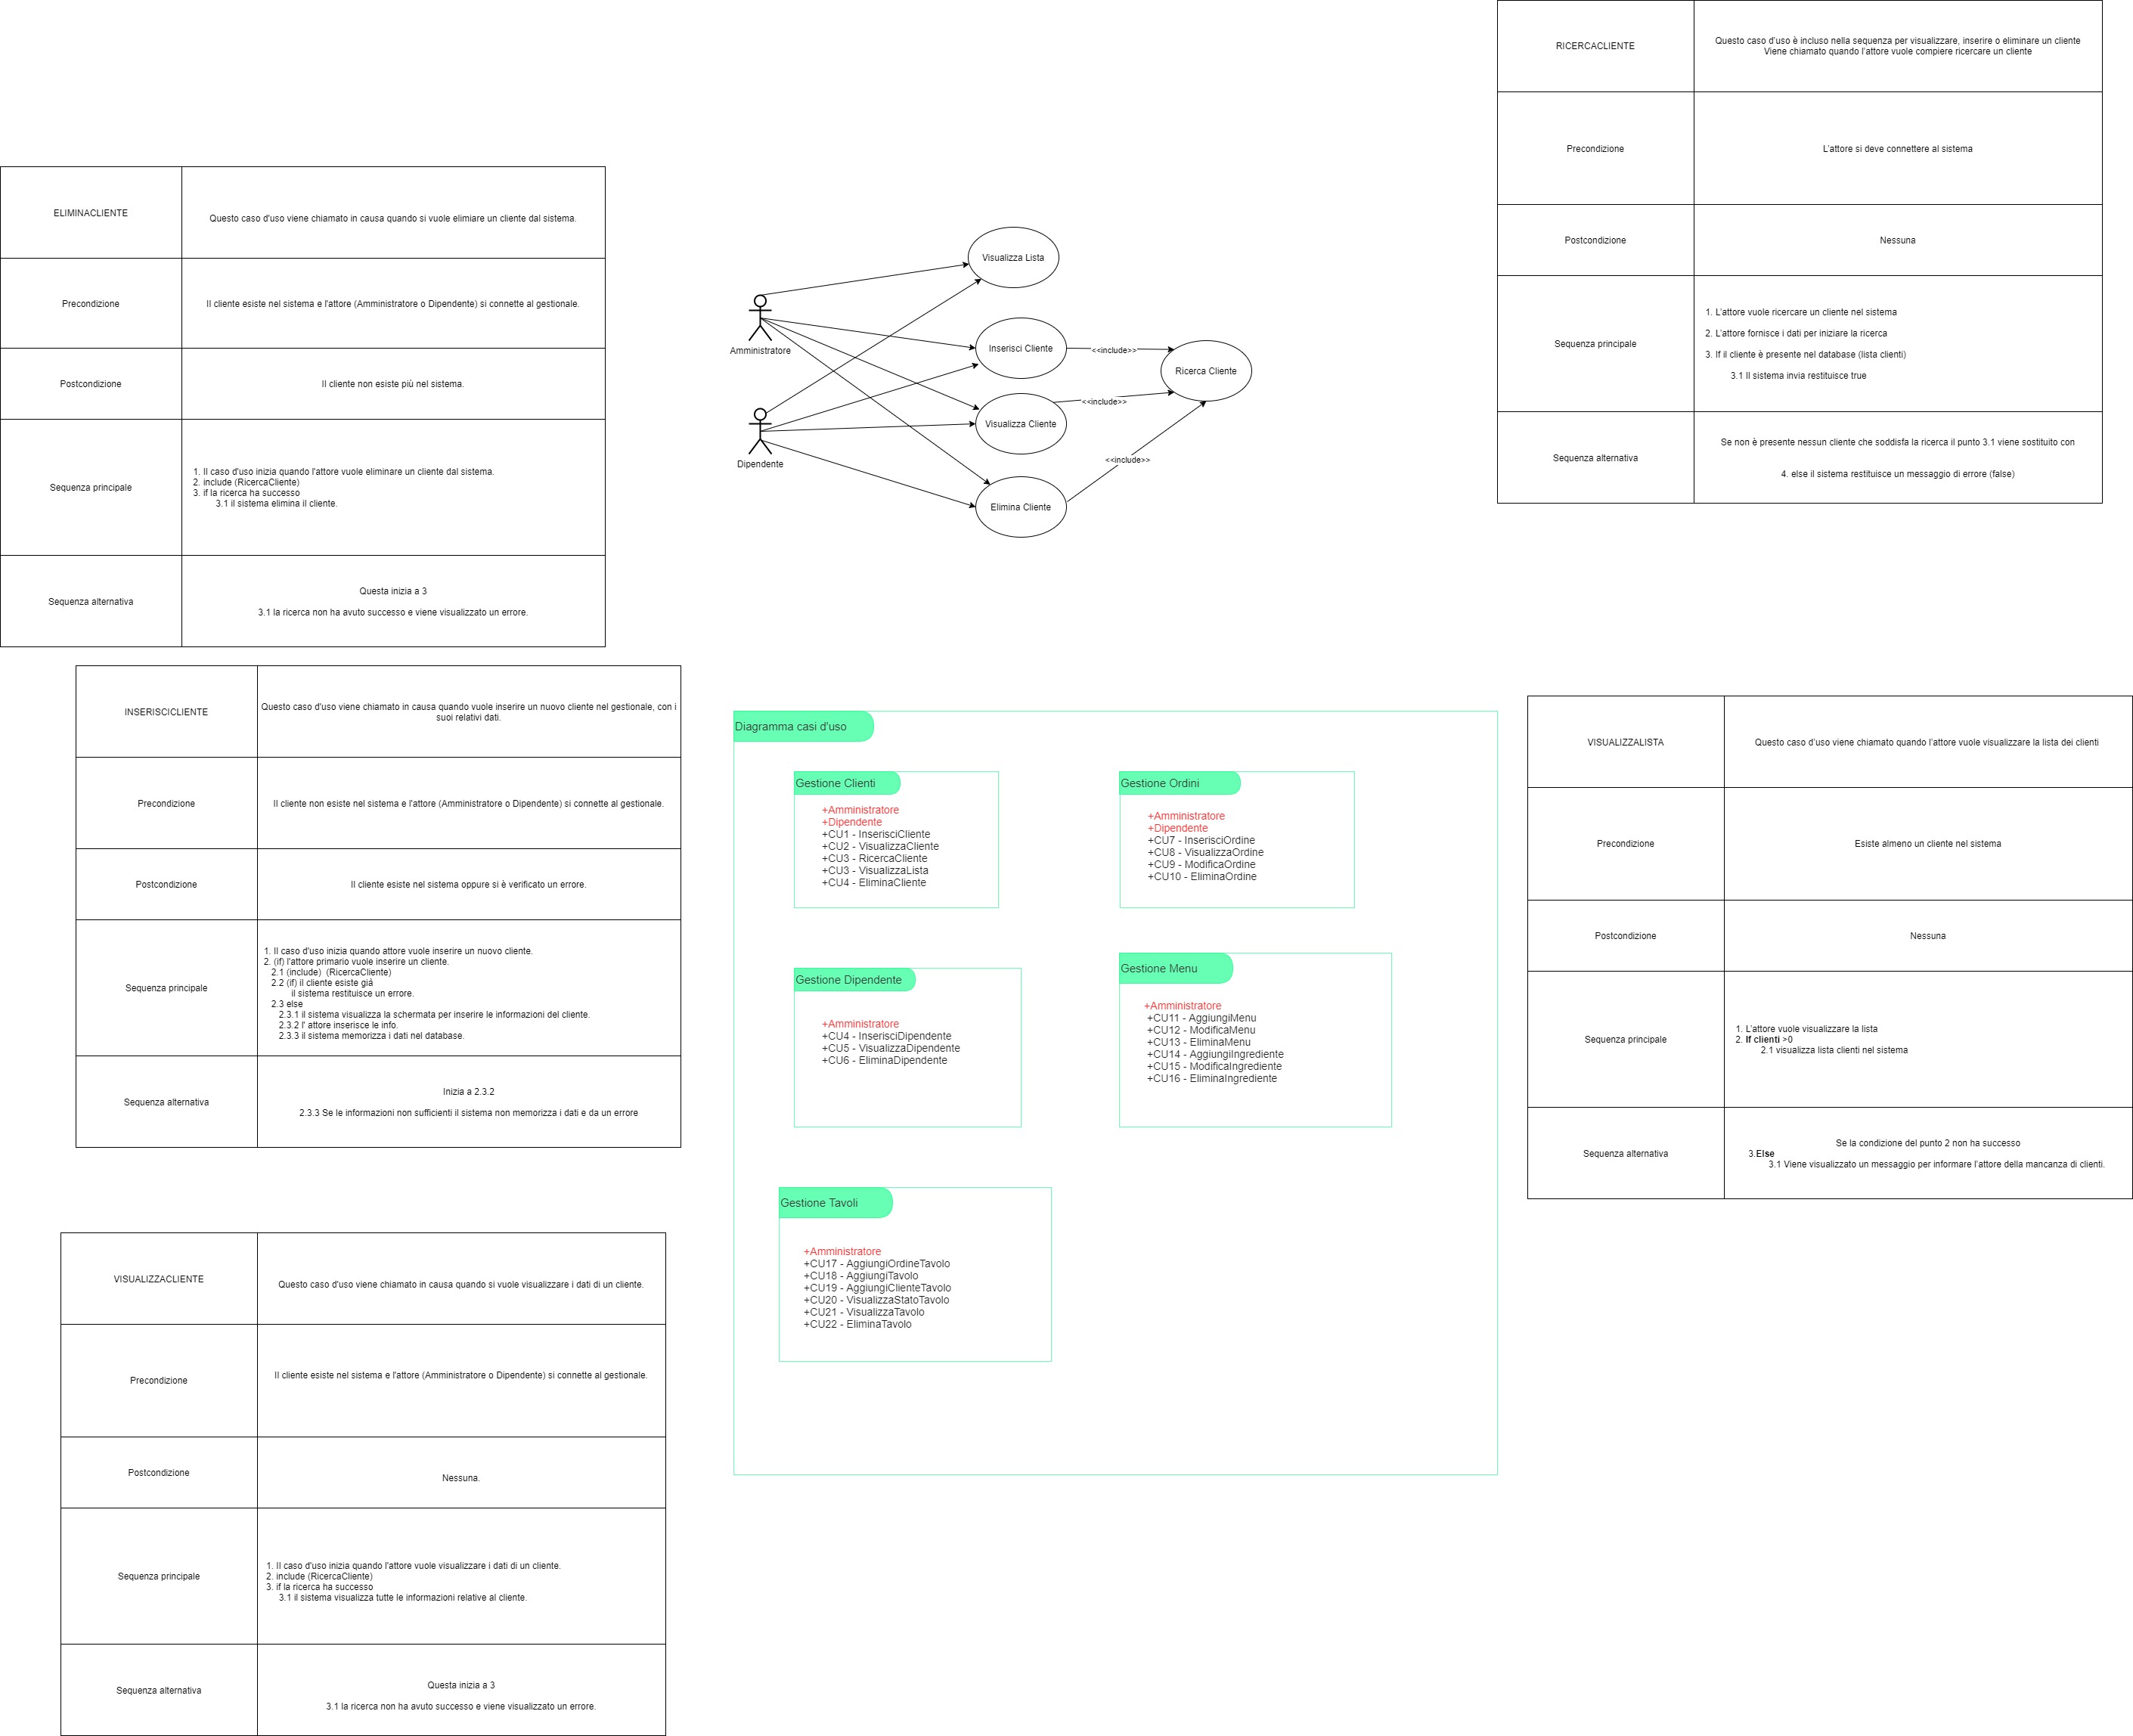 RICERCACLIENTE
Questo caso d'uso è incluso nella sequenza per visualizzare, inserire o eliminare un cliente
Viene chiamato quando l'attore vuole compiere ricercare un cliente
Precondizione
L'attore si deve connettere al sistema
Postcondizione
Nessuna
Sequenza principale
1. L'attore vuole ricercare un cliente nel sistema
2. L'attore fornisce i dati per iniziare la ricerca
3. If il cliente è presente nel database (lista clienti)
3.1 Il sistema invia restituisce true
Sequenza alternativa
Se non è presente nessun cliente che soddisfa la ricerca il punto 3.1 viene sostituito con
4. else il sistema restituisce un messaggio di errore (false)
ELIMINACLIENTE
Questo caso d'uso viene chiamato in causa quando si vuole elimiare un cliente dal sistema.
Precondizione
Il cliente esiste nel sistema e l'attore (Amministratore o Dipendente) si connette al gestionale.
Postcondizione
Il cliente non esiste più nel sistema.
Sequenza principale
1. Il caso d'uso inizia quando l'attore vuole eliminare un cliente dal sistema.
2. include (RicercaCliente)
3. if la ricerca ha successo
3.1 il sistema elimina il cliente.
Sequenza alternativa
Questa inizia a 3
3.1 la ricerca non ha avuto successo e viene visualizzato un errore.
Visualizza Lista
Amministratore
Inserisci Cliente
<<include>>
Ricerca Cliente
<<include>>
Visualizza Cliente
Dipendente
<<include>>
Elimina Cliente
INSERISCICLIENTE
Questo caso d'uso viene chiamato in causa quando vuole inserire un nuovo cliente nel gestionale, con i
suoi relativi dati.
Precondizione
Il cliente non esiste nel sistema e l'attore (Amministratore o Dipendente) si connette al gestionale.
Postcondizione
Il cliente esiste nel sistema oppure si è verificato un errore.
Sequenza principale
1. Il caso d'uso inizia quando attore vuole inserire un nuovo cliente.
2. (if) l'attore primario vuole inserire un cliente.
2.1 (include) (RicercaCliente)
2.2 (if) il cliente esiste già
il sistema restituisce un errore.
2.3 else
2.3.1 il sistema visualizza la schermata per inserire le informazioni del cliente.
2.3.2 l' attore inserisce le info.
2.3.3 il sistema memorizza i dati nel database.
Sequenza alternativa
Inizia a 2.3.2
2.3.3 Se le informazioni non sufficienti il sistema non memorizza i dati e da un errore
Diagramma casi d'uso
Gestione Clienti
+Amministratore
+Dipendente
+CU1 - InserisciCliente
+CU2 - VisualizzaCliente
+CU3 - RicercaCliente
+CU3 - VisualizzaLista
+CU4 - EliminaCliente
Gestione Ordini
+Amministratore
+Dipendente
+CU7 - InserisciOrdine
+CU8 - VisualizzaOrdine
+CU9 - ModificaOrdine
+CU10 - EliminaOrdine
Gestione Dipendente
+Amministratore
+CU4 - InserisciDipendente
+CU5 - VisualizzaDipendente
+CU6 - EliminaDipendente
Gestione Menu
+Amministratore
+CU11 - AggiungiMenu
+CU12 - ModificaMenu
+CU13 - EliminaMenu
+CU14 - AggiungiIngrediente
+CU15 - ModificaIngrediente
+CU16 - EliminaIngrediente
Gestione Tavoli
+Amministratore
+CU17 - AggiungiOrdineTavolo
+CU18 - AggiungiTavolo
+CU19 - AggiungiClienteTavolo
+CU20 - VisualizzaStatoTavolo
+CU21 - VisualizzaTavolo
+CU22 - EliminaTavolo
VISUALIZZALISTA
Questo caso d'uso viene chiamato quando l'attore vuole visualizzare la lista dei clienti
Precondizione
Esiste almeno un cliente nel sistema
Postcondizione
Nessuna
Sequenza principale
1. L'attore vuole visualizzare la lista
2. If clienti >0
2.1 visualizza lista clienti nel sistema
Sequenza alternativa
Se la condizione del punto 2 non ha successo
3.Else
3.1 Viene visualizzato un messaggio per informare l'attore della mancanza di clienti.
VISUALIZZACLIENTE
Questo caso d'uso viene chiamato in causa quando si vuole visualizzare i dati di un cliente.
Precondizione
Il cliente esiste nel sistema e l'attore (Amministratore o Dipendente) si connette al gestionale.
Postcondizione
Nessuna.
Sequenza principale
1. Il caso d'uso inizia quando l'attore vuole visualizzare i dati di un cliente.
2. include (RicercaCliente)
3. if la ricerca ha successo
3.1 il sistema visualizza tutte le informazioni relative al cliente.
Sequenza alternativa
Questa inizia a 3
3.1 la ricerca non ha avuto successo e viene visualizzato un errore.